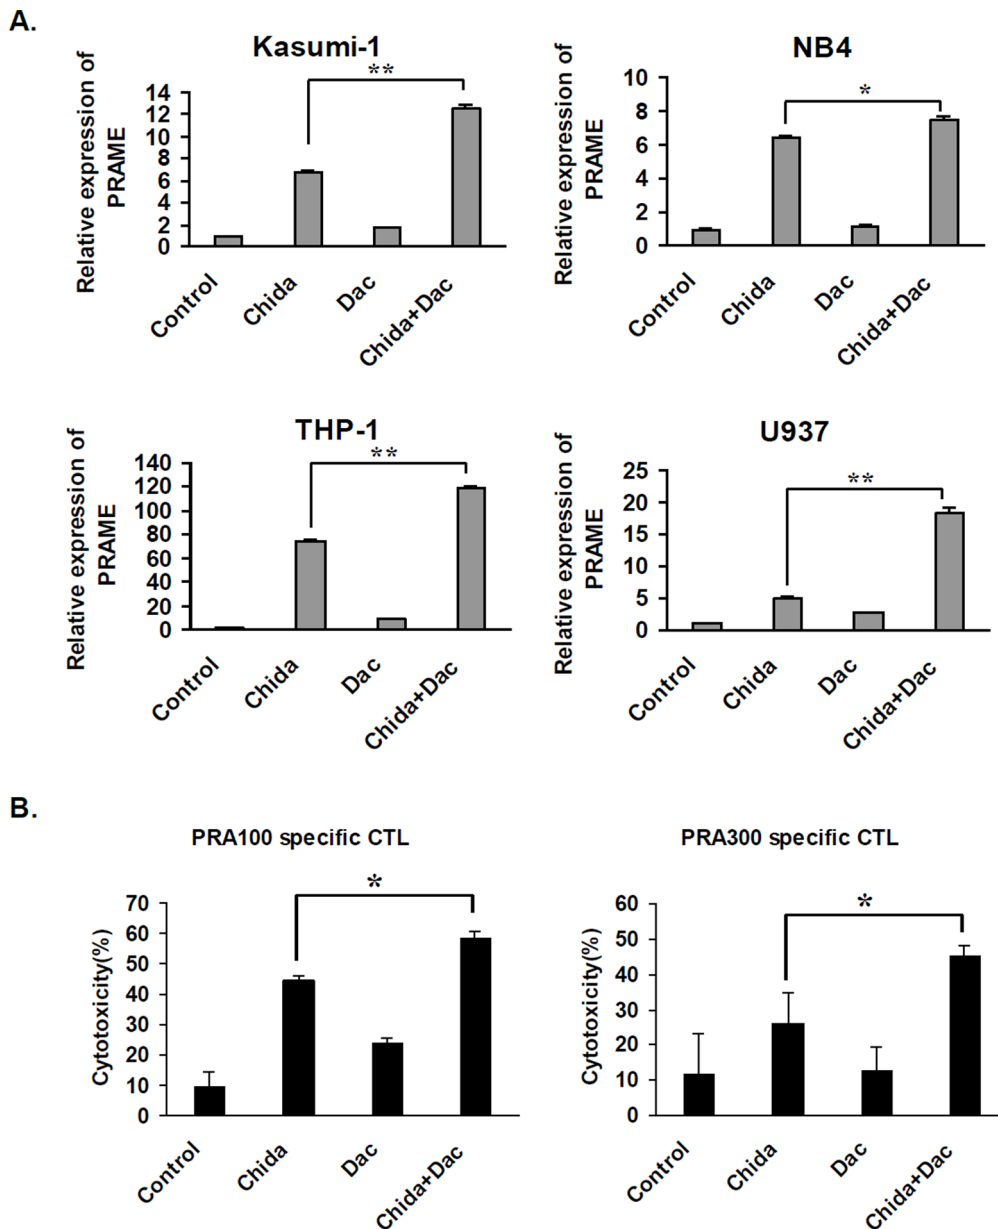 A.
Kasumi-1
**
Relative expression of
PRAME
14
12
10
8
6
4
2
0
Control
Chida
Dac
Chida+Dac
NB4
*
Relative expression of
PRAME
10
8
6
4
2
0
Control
Chida
Dac
Chida+Dac
THP-1
**
Relative expression of
PRAME
140
120
100
80
60
40
20
0
Control
Chida
Dac
Chida+Dac
U937
**
Relative expression of
PRAME
25
20
15
10
5
0
Control
Chida
Dac
Chida+Dac
B.
PRA100 specific CTL
*
Cytotoxicity(%)
70
60
50
40
30
20
10
0
Control
Chida
Dac
Chida+Dac
PRA300 specific CTL
*
Cytotoxicity(%)
60
50
40
30
20
10
0
Control
Chida
Dac
Chida+Dac